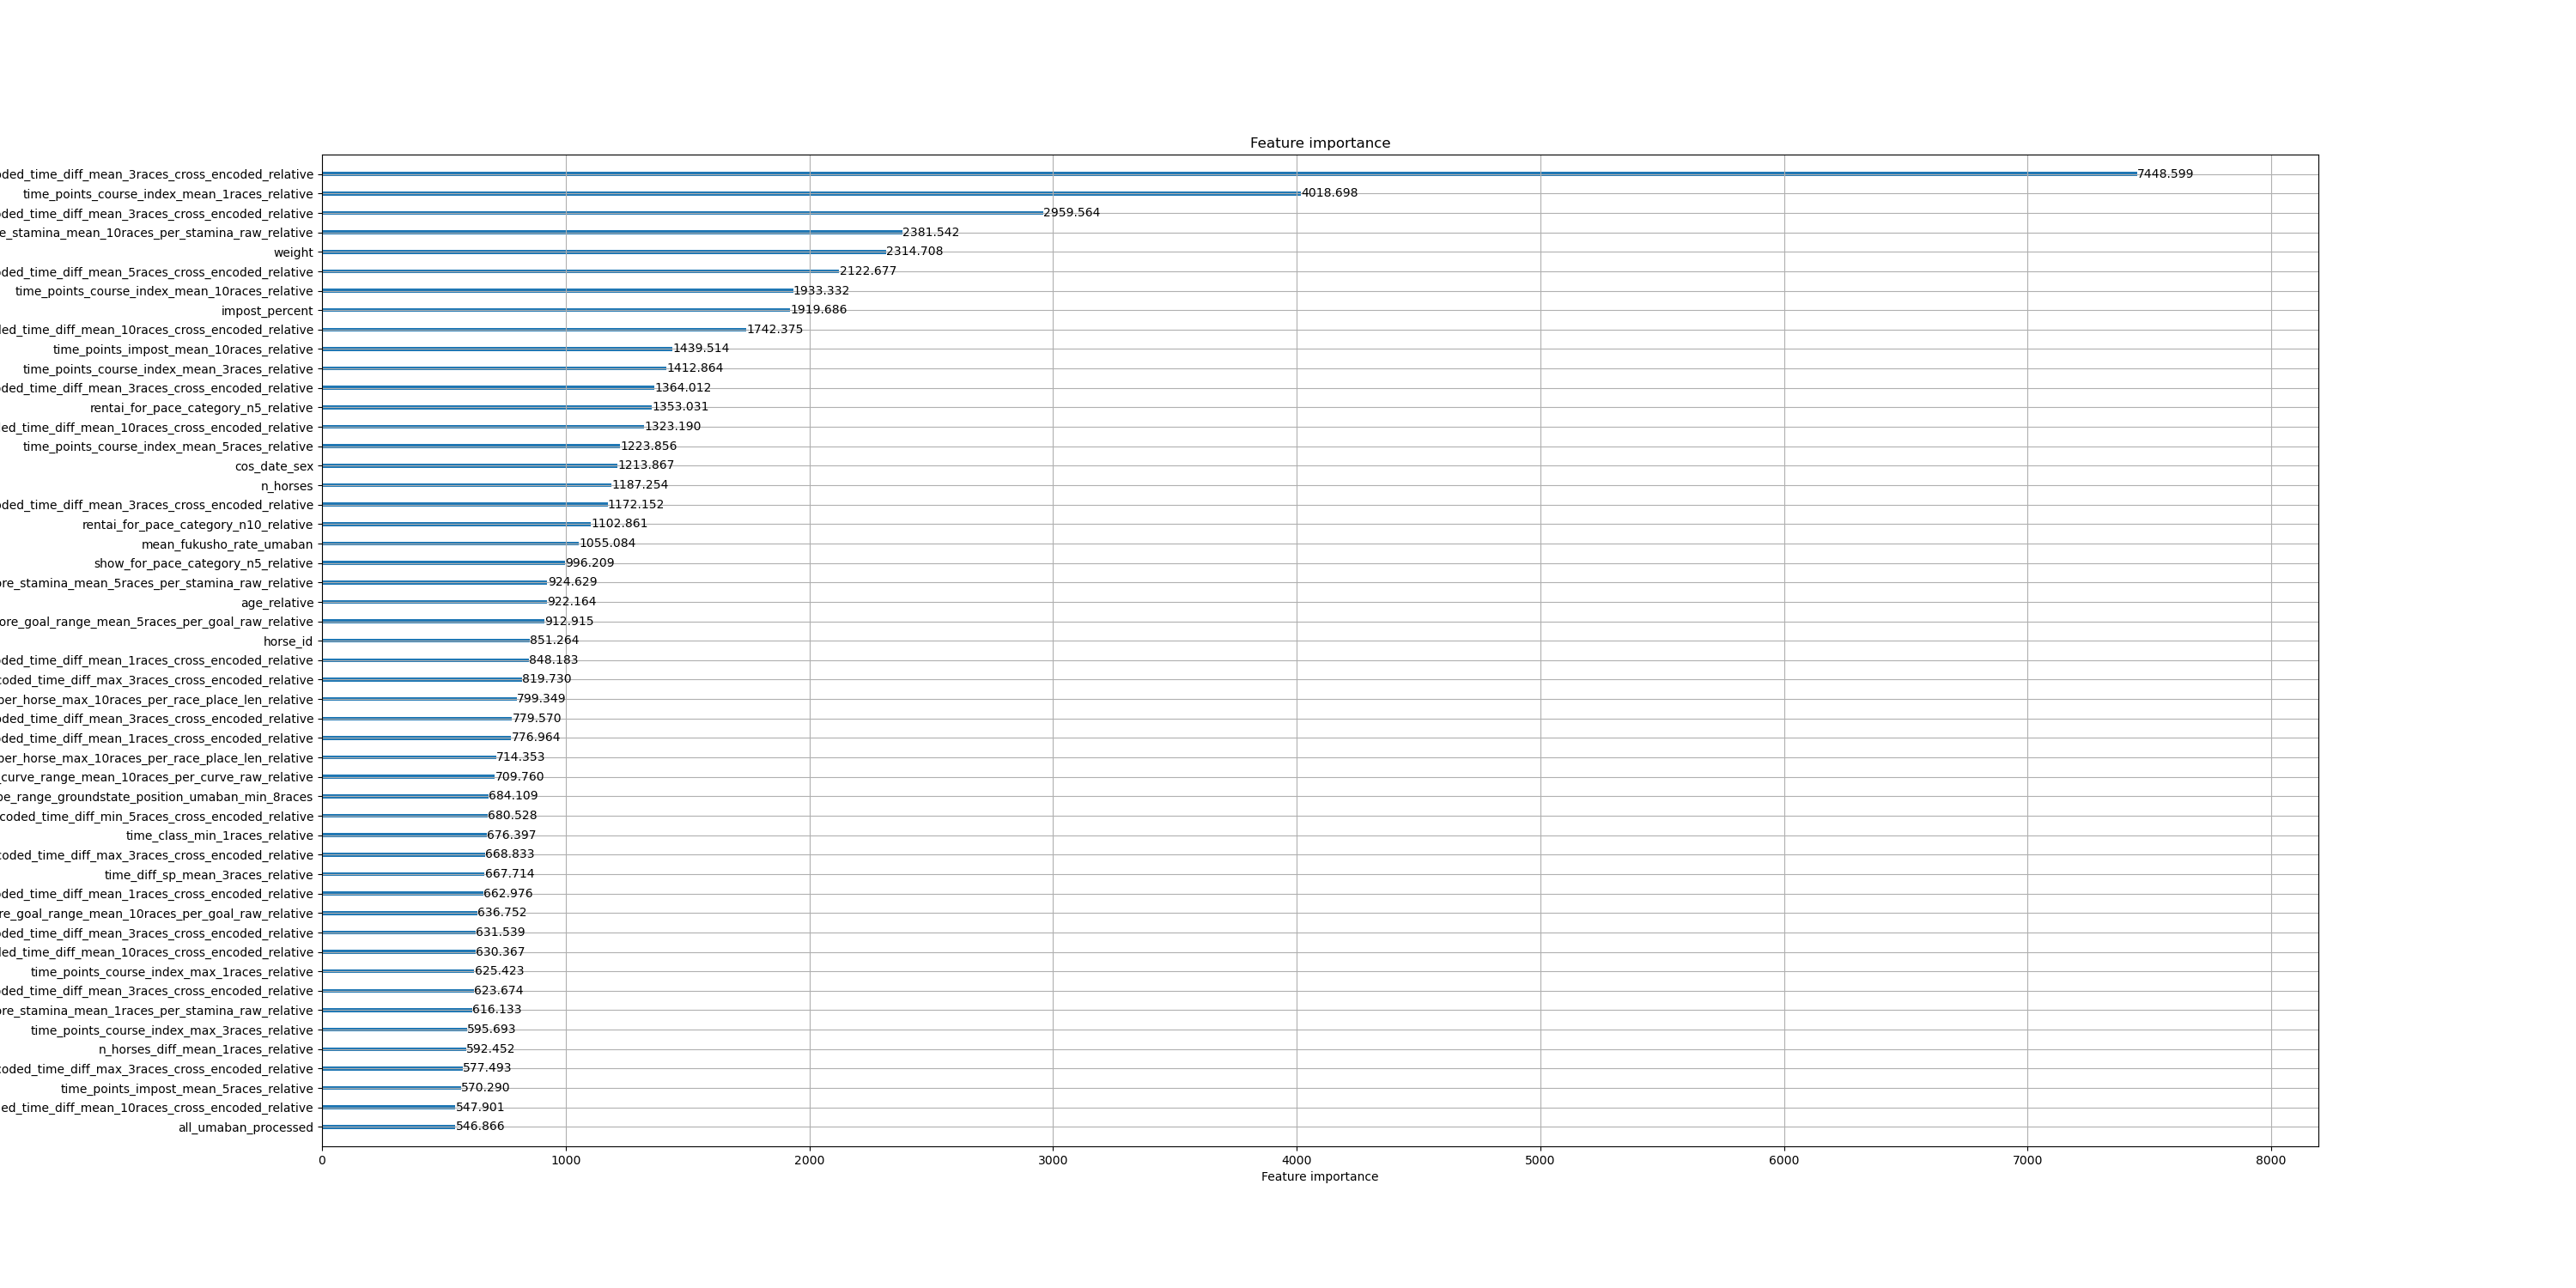 Feature importance
oded_time_diff_mean_3races_cross_encoded_relative 7448.599
time_points_course_index_mean_1races_relative 4018.698
ded_time_diff_mean_3races_cross_encoded_relative 2959.564
e_stamina_mean_10races_per_stamina_raw_relative 2381.542
weight 2314.708
ded_time_diff_mean_5races_cross_encoded_relative 2122.677
time_points_course_index_mean_10races_relative 1933.332
impost_percent 1919.686
led_time_diff_mean_10races_cross_encoded_relative 1742.375
time_points_impost_mean_10races_relative 1439.514
time_points_course_index_mean_3races_relative 1412.864
ded_time_diff_mean_3races_cross_encoded_relative 1364.012
rentai_for_pace_category_n5_relative 1353.031
ed_time_diff_mean_10races_cross_encoded_relative 1323.190
time_points_course_index_mean_5races_relative 1223.856
cos_date_sex 1213.867
n_horses 1187.254
oded_time_diff_mean_3races_cross_encoded_relative 1172.152
rentai_for_pace_category_n10_relative 1102.861
mean_fukusho_rate_umaban 1055.084
show_for_pace_category_n5_relative 996.209
ore_stamina_mean_5races_per_stamina_raw_relative 924.629
age_relative 922.164
ore_goal_range_mean_5races_per_goal_raw_relative 912.915
horse_id 851.264
ded_time_diff_mean_1races_cross_encoded_relative 848.183
coded_time_diff_max_3races_cross_encoded_relative 819.730
per_horse_max_10races_per_race_place_len_relative 799.349
oded_time_diff_mean_3races_cross_encoded_relative 779.570
ded_time_diff_mean_1races_cross_encoded_relative 776.964
per_horse_max_10races_per_race_place_len_relative 714.353
_curve_range_mean_10races_per_curve_raw_relative 709.760
pe_range_groundstate_position_umaban_min_8races 684.109
coded_time_diff_min_5races_cross_encoded_relative 680.528
time_class_min_1races_relative 676.397
coded_time_diff_max_3races_cross_encoded_relative 668.833
time_diff_sp_mean_3races_relative 667.714
ded_time_diff_mean_1races_cross_encoded_relative 662.976
re_goal_range_mean_10races_per_goal_raw_relative 636.752
oded_time_diff_mean_3races_cross_encoded_relative 631.539
led_time_diff_mean_10races_cross_encoded_relative 630.367
time_points_course_index_max_1races_relative 625.423
ded_time_diff_mean_3races_cross_encoded_relative 623.674
ore_stamina_mean_1races_per_stamina_raw_relative 616.133
time_points_course_index_max_3races_relative 595.693
n_horses_diff_mean_1races_relative 592.452
coded_time_diff_max_3races_cross_encoded_relative 577.493
time_points_impost_mean_5races_relative 570.290
ed_time_diff_mean_10races_cross_encoded_relative 547.901
all_umaban_processed 546.866
0 1000 2000 3000 4000 5000 6000 7000 8000
Feature importance